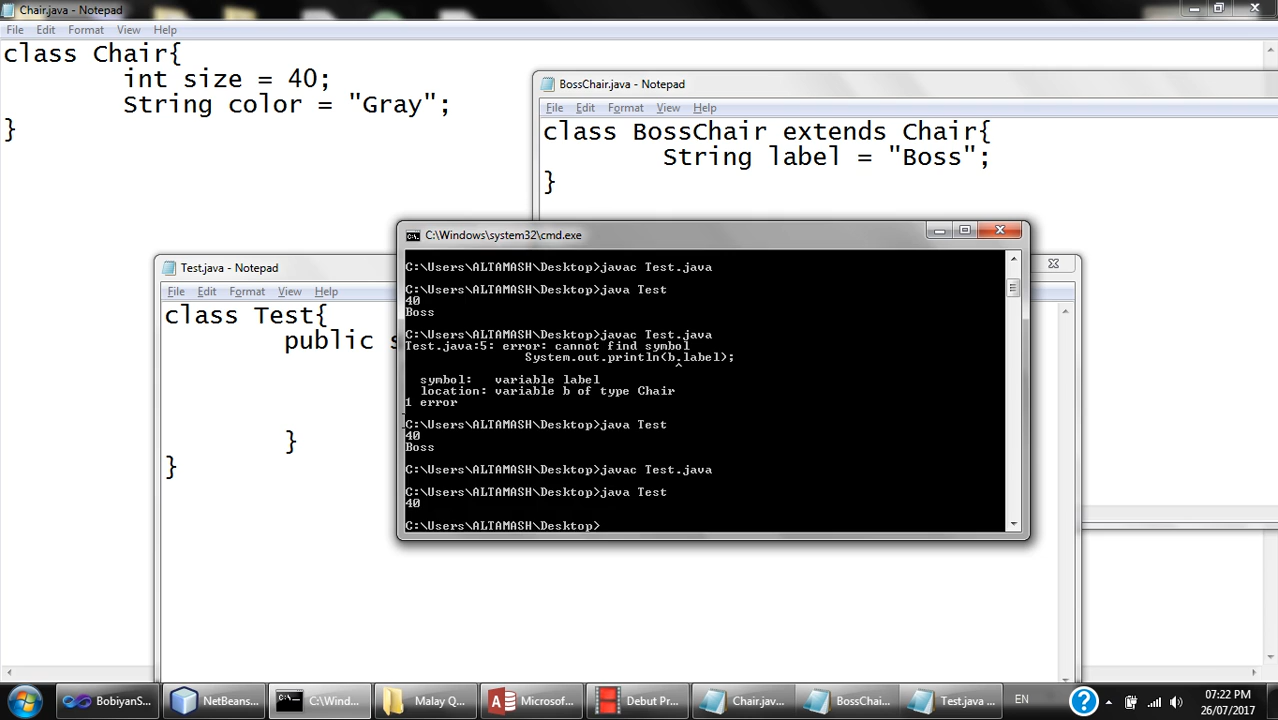 Chair.java - Notepad
File Edit Format View Help
class Chair{
int size = 40;
String color = "Gray";
}
BossChair.java - Notepad
File Edit Format View Help
class BossChair extends Chair{
String label = "Boss";
}
Test.java - Notepad
File Edit Format View Help
class Test{
public s
}
}
C:\Windows\system32\cmd.exe
C:\Users\ALTAMASH\Desktop>javac Test.java
C:\Users\ALTAMASH\Desktop>java Test
40
Boss
C:\Users\ALTAMASH\Desktop>javac Test.java
Test.java:5: error: cannot find symbol
System.out.println(b.label);
^
symbol: variable label
location: variable b of type Chair
1 error
C:\Users\ALTAMASH\Desktop>java Test
40
Boss
C:\Users\ALTAMASH\Desktop>javac Test.java
C:\Users\ALTAMASH\Desktop>java Test
40
C:\Users\ALTAMASH\Desktop>
BobiyanS...
NetBeans...
C:\Wind...
Malay Q...
Microsof...
Debut Pr...
Chair.jav...
BossChai...
Test.java ...
EN
07:22 PM
26/07/2017